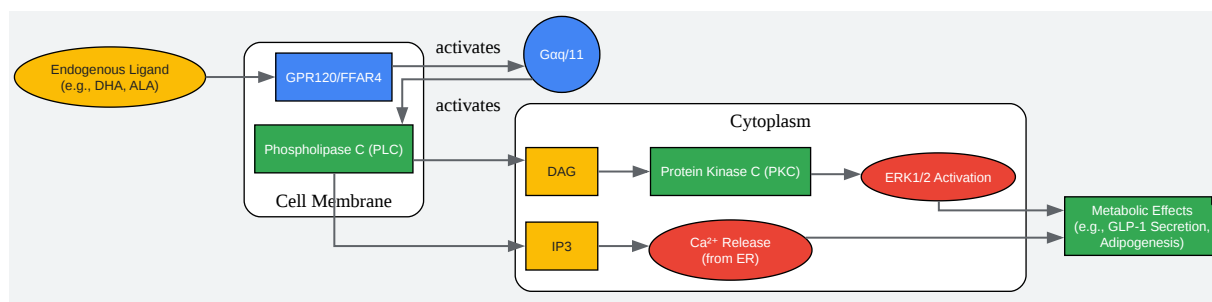 Endogenous Ligand
(e.g., DHA, ALA)
GPR120/FFAR4
activates
Gαq/11
activates
Phospholipase C (PLC)
Cell Membrane
Cytoplasm
DAG
Protein Kinase C (PKC)
ERK1/2 Activation
IP3
Ca²⁺ Release
(from ER)
Metabolic Effects
(e.g., GLP-1 Secretion,
Adipogenesis)